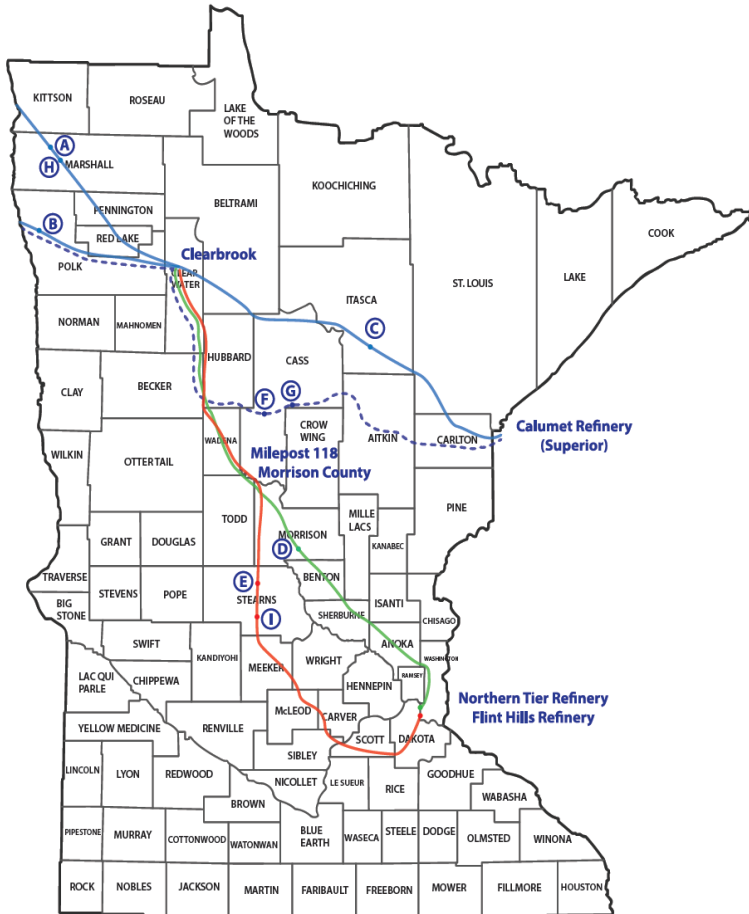 KITTSON
ROSEAU
LAKE
OF THE
WOODS
A
H
MARSHALL
KOOCHICHING
BELTRAMI
PENNINGTON
B
RED LAKE
COOK
Clearbrook
POLK
CLEAR
WATER
ST. LOUIS
LAKE
ITASCA
NORMAN
MAHNOMEN
C
HUBBARD
CASS
BECKER
CLAY
F
G
CROW
WING
AITKIN
CARLTON
Calumet Refinery
(Superior)
WADENA
WILKIN
OTTER TAIL
Milepost 118
Morrison County
TODD
MILLE
LACS
PINE
GRANT
DOUGLAS
MORRISON
D
KANABEC
TRAVERSE
BENTON
E
STEVENS
POPE
STEARNS
ISANTI
BIG
STONE
I
SHERBURNE
CHISAGO
ANOKA
SWIFT
WASHINGTON
KANDIYOHI
MEEKER
WRIGHT
RAMSEY
LAC QUI
PARLE
CHIPPEWA
HENNEPIN
Northern Tier Refinery
Flint Hills Refinery
McLEOD
CARVER
YELLOW MEDICINE
RENVILLE
SCOTT
DAKOTA
SIBLEY
LINCOLN
LYON
REDWOOD
NICOLLET
LE SUEUR
RICE
GOODHUE
WABASHA
BROWN
PIPESTONE
MURRAY
COTTONWOOD
WATONWAN
BLUE
EARTH
WASECA
STEELE
DODGE
OLMSTED
WINONA
ROCK
NOBLES
JACKSON
MARTIN
FARIBAULT
FREEBORN
MOWER
FILLMORE
HOUSTON